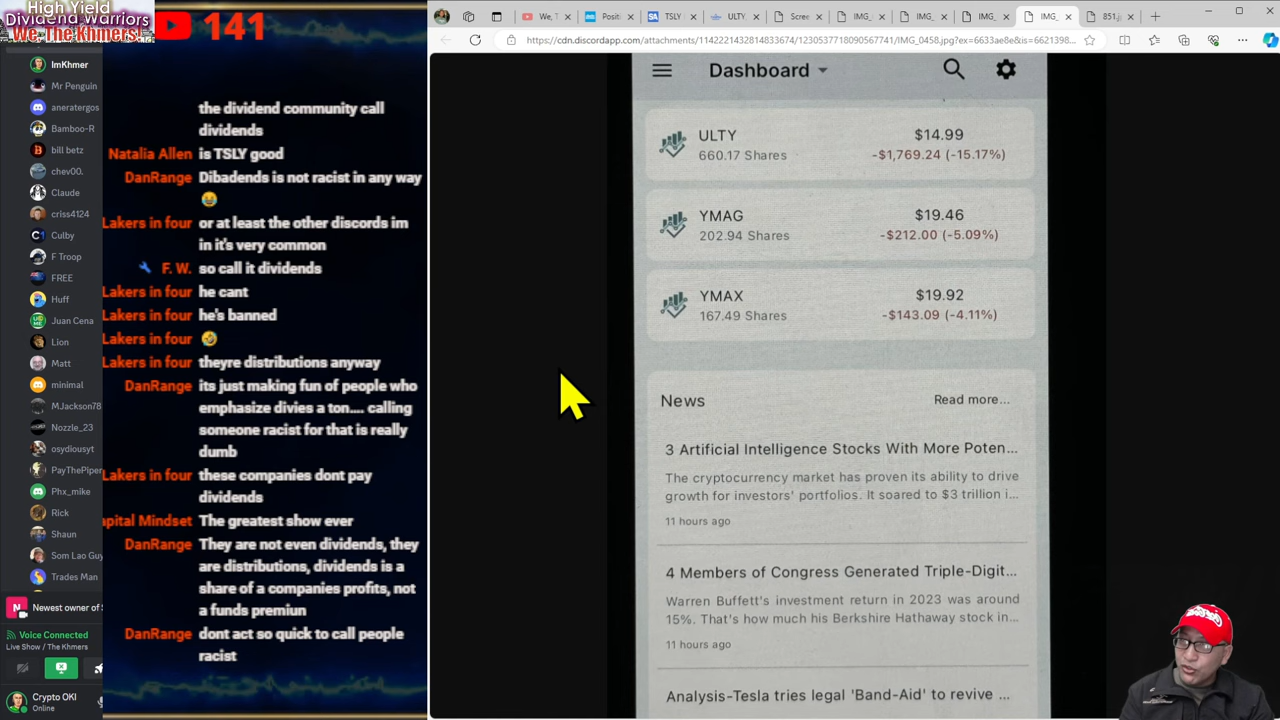 High Yield
Dividend Warriors
We, The Khmers!
141
ImKhmer
Mr Penguin
aneratergos
Bamboo-R
bill betz
chev00.
Claude
criss4124
Culby
F Troop
FREE
Huff
Juan Cena
Lion
Matt
minimal
MJackson78
Nozzle_23
osydiousyt
PayThePiper
Phx_mike
Rick
Shaun
Som Lao Guy
Trades Man
Newest owner of S
Voice Connected
Live Show / The Khmers
Crypto OKI
Online
the dividend community call
dividends
Natalia Allen is TSLY good
DanRange Dibadends is not racist in any way
Lakers in four or at least the other discords im
in it's very common
F. W. so call it dividends
Lakers in four he cant
Lakers in four he's banned
Lakers in four
Lakers in four theyre distributions anyway
DanRange its just making fun of people who
emphasize divies a ton.... calling
someone racist for that is really
dumb
Lakers in four these companies dont pay
dividends
apital Mindset The greatest show ever
DanRange They are not even dividends, they
are distributions, dividends is a
share of a companies profits, not
a funds premiun
DanRange dont act so quick to call people
racist
We, T
Positi
TSLY
ULTY
Scree
IMG_
IMG_
IMG_
IMG_
851.j
https://cdn.discordapp.com/attachments/1142221432814833674/1230537718090567741/IMG_0458.jpg?ex=6633ae8e&is=6621398...
Dashboard
ULTY $14.99
660.17 Shares -$1,769.24 (-15.17%)
YMAG $19.46
202.94 Shares -$212.00 (-5.09%)
YMAX $19.92
167.49 Shares -$143.09 (-4.11%)
News Read more...
3 Artificial Intelligence Stocks With More Poten...
The cryptocurrency market has proven its ability to drive
growth for investors' portfolios. It soared to $3 trillion i...
11 hours ago
4 Members of Congress Generated Triple-Digit...
Warren Buffett's investment return in 2023 was around
15%. That's how much his Berkshire Hathaway stock in...
11 hours ago
Analysis-Tesla tries legal 'Band-Aid' to revive ...